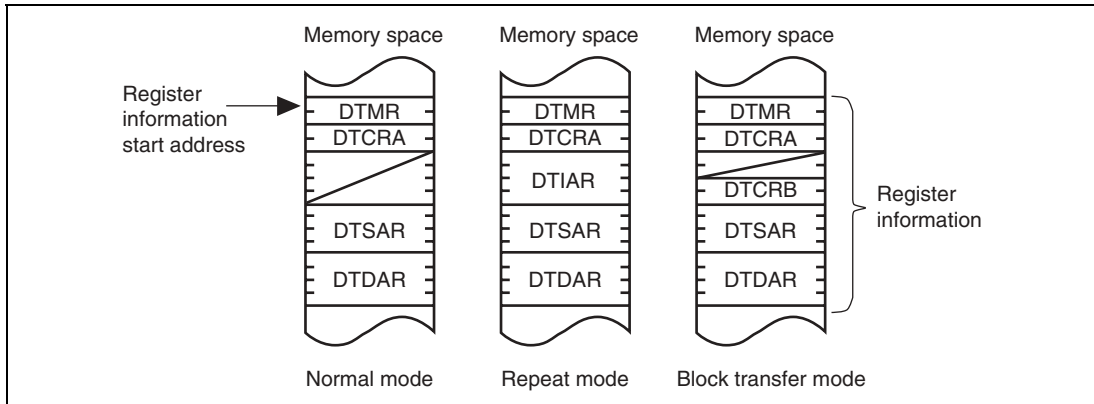 Memory space
Memory space
Memory space
Register
information
start address
DTMR
DTCRA
DTSAR
DTDAR
DTMR
DTCRA
DTIAR
DTSAR
DTDAR
DTMR
DTCRA
DTCRB
DTSAR
DTDAR
Register
information
Normal mode
Repeat mode
Block transfer mode